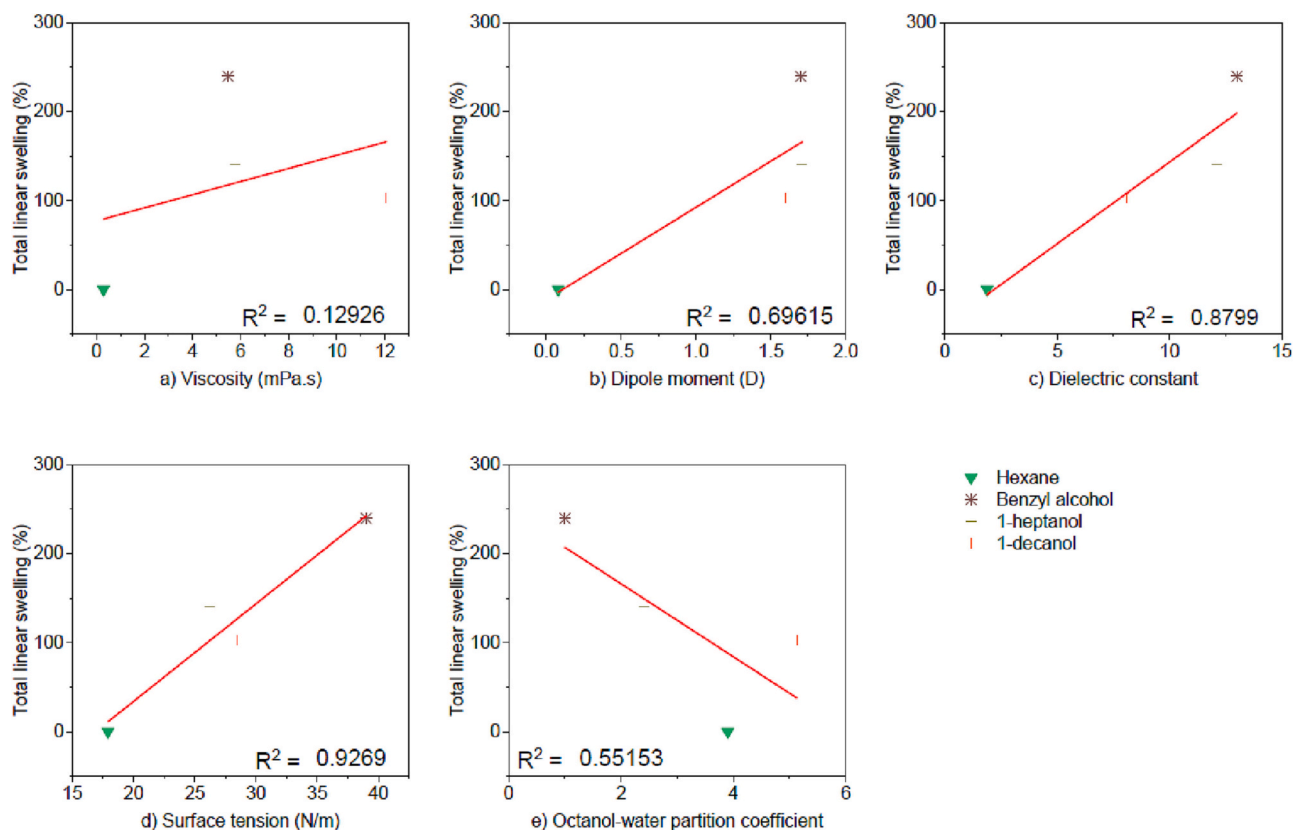 300
200
100
0
Total linear swelling (%)
R² = 0.12926
0 2 4 6 8 10 12
a) Viscosity (mPa.s)
300
200
100
0
Total linear swelling (%)
R² = 0.69615
0.0 0.5 1.0 1.5 2.0
b) Dipole moment (D)
300
200
100
0
Total linear swelling (%)
R² = 0.8799
0 5 10 15
c) Dielectric constant
300
200
100
0
Total linear swelling (%)
R² = 0.9269
15 20 25 30 35 40
d) Surface tension (N/m)
300
200
100
0
Total linear swelling (%)
R² = 0.55153
0 2 4 6
e) Octanol-water partition coefficient
Hexane
Benzyl alcohol
1-heptanol
1-decanol